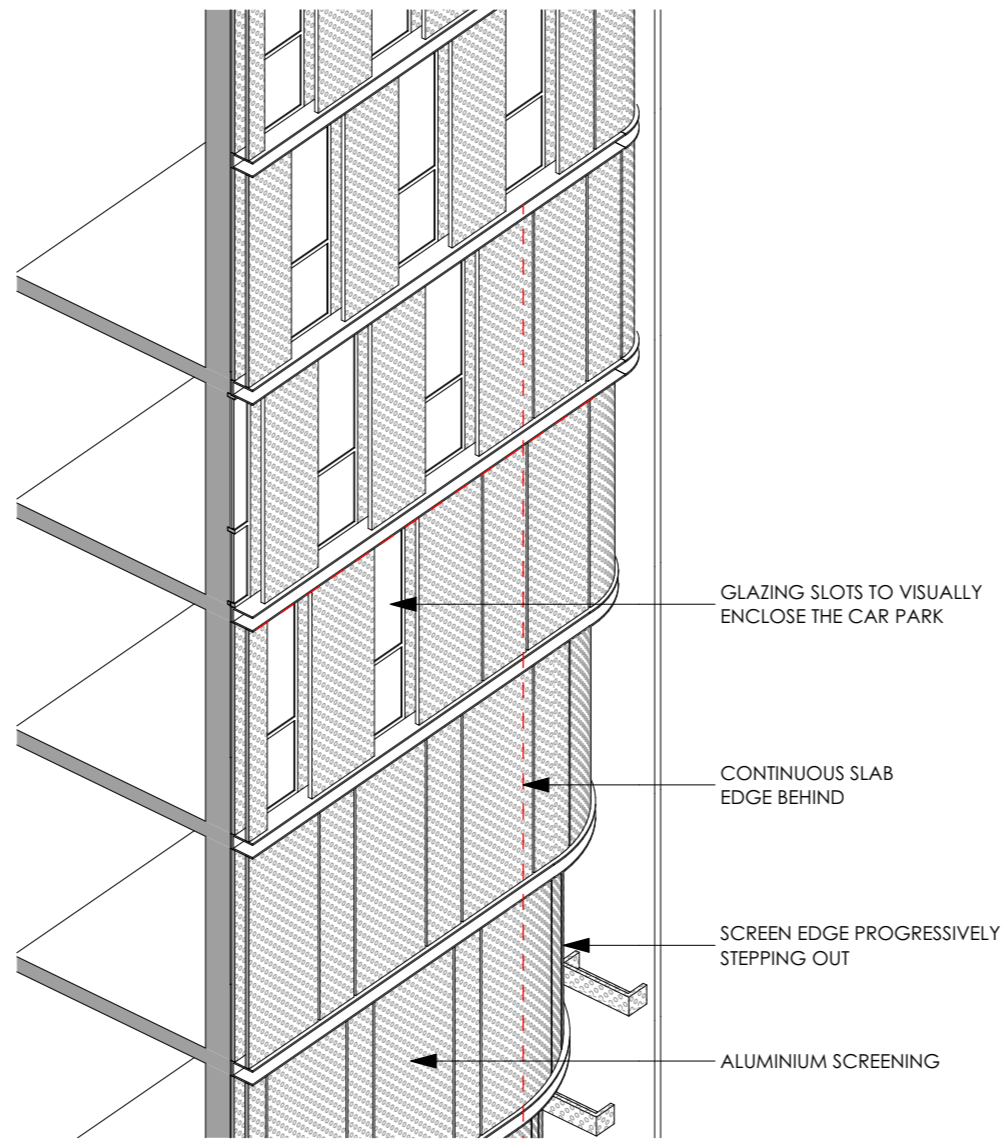 GLAZING SLOTS TO VISUALLY
ENCLOSE THE CAR PARK
CONTINUOUS SLAB
EDGE BEHIND
SCREEN EDGE PROGRESSIVELY
STEPPING OUT
ALUMINIUM SCREENING